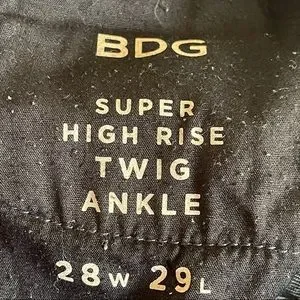 BDG
SUPER
HIGH RISE
TWIG
ANKLE
28W 29L